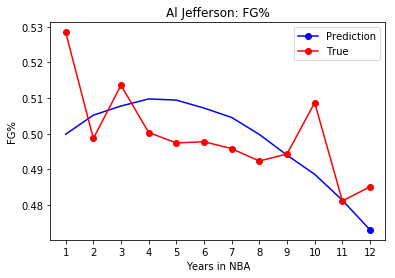 Al Jefferson: FG%
Prediction
True
0.53
0.52
0.51
0.50
0.49
0.48
FG%
1 2 3 4 5 6 7 8 9 10 11 12
Years in NBA